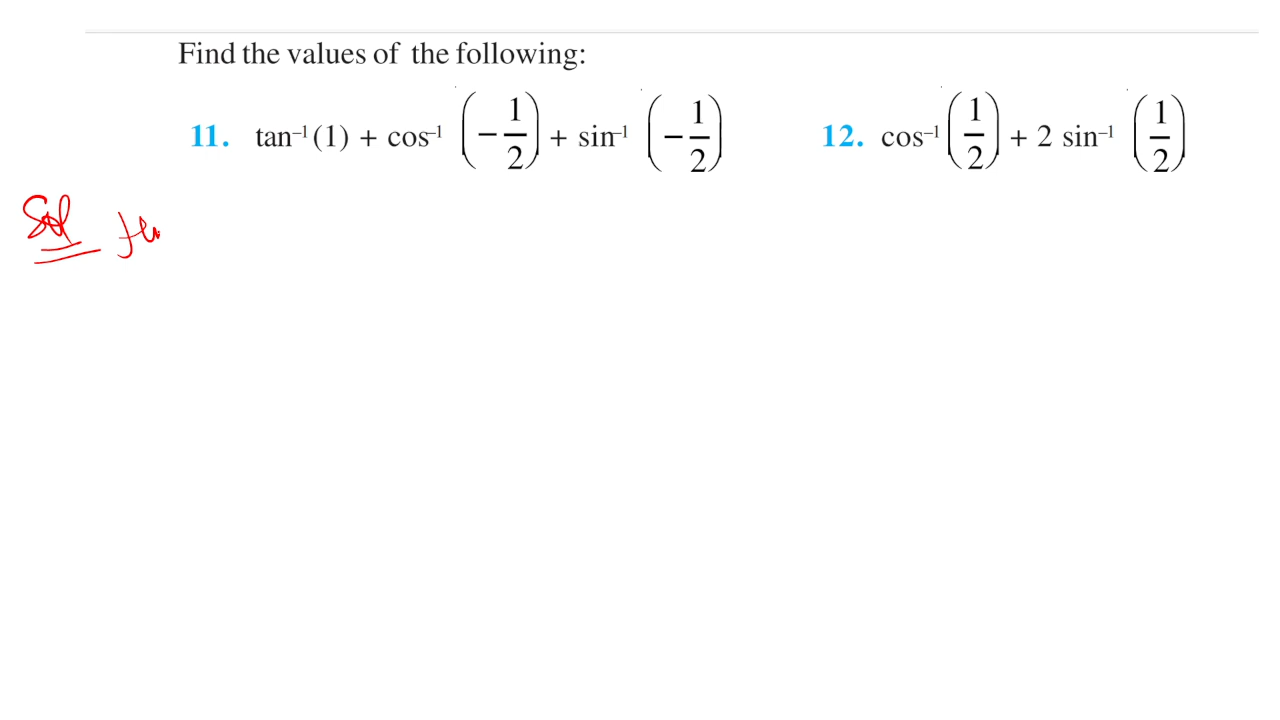 Find the values of the following:
11. tan⁻¹(1) + cos⁻¹ (−1/2) + sin⁻¹ (−1/2)
12. cos⁻¹ (1/2) + 2 sin⁻¹ (1/2)
Sol